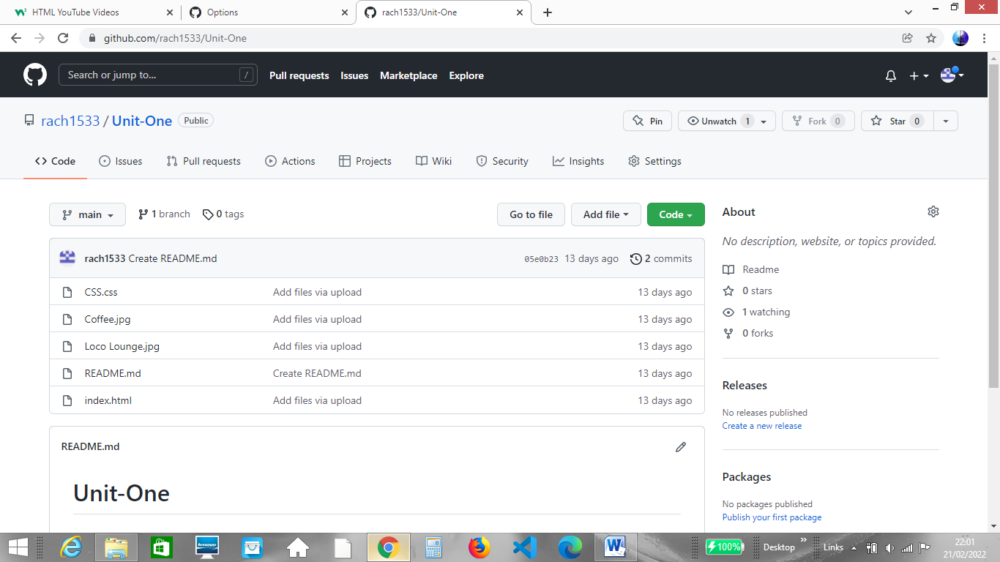 HTML YouTube Videos
Options
rach1533/Unit-One
github.com/rach1533/Unit-One
Search or jump to...
/
Pull requests
Issues
Marketplace
Explore
rach1533 / Unit-One
Public
Pin
Unwatch 1
Fork 0
Star 0
Code
Issues
Pull requests
Actions
Projects
Wiki
Security
Insights
Settings
main
1 branch
0 tags
Go to file
Add file
Code
rach1533 Create README.md
05e0b23 13 days ago
2 commits
CSS.css
Add files via upload
13 days ago
Coffee.jpg
Add files via upload
13 days ago
Loco Lounge.jpg
Add files via upload
13 days ago
README.md
Create README.md
13 days ago
index.html
Add files via upload
13 days ago
README.md
Unit-One
About
No description, website, or topics provided.
Readme
0 stars
1 watching
0 forks
Releases
No releases published
Create a new release
Packages
No packages published
Publish your first package
lenovo
100%
Desktop
Links
22:01
21/02/2022